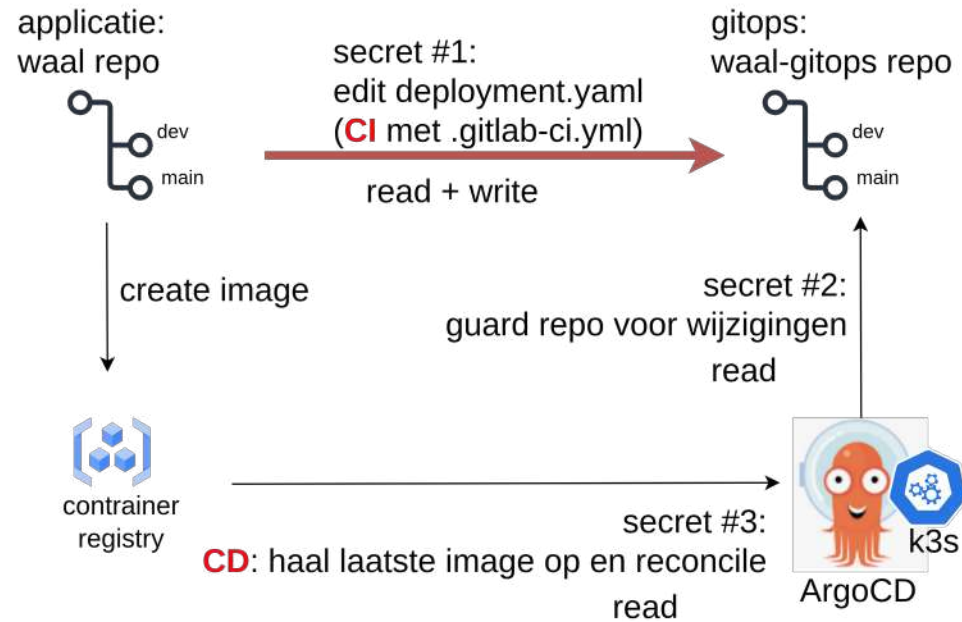 applicatie:
waal repo
dev
main
secret #1:
edit deployment.yaml
(CI met .gitlab-ci.yml)
read + write
gitops:
waal-gitops repo
dev
main
create image
secret #2:
guard repo voor wijzigingen
read
contrainer
registry
secret #3:
CD: haal laatste image op en reconcile
read
k3s
ArgoCD